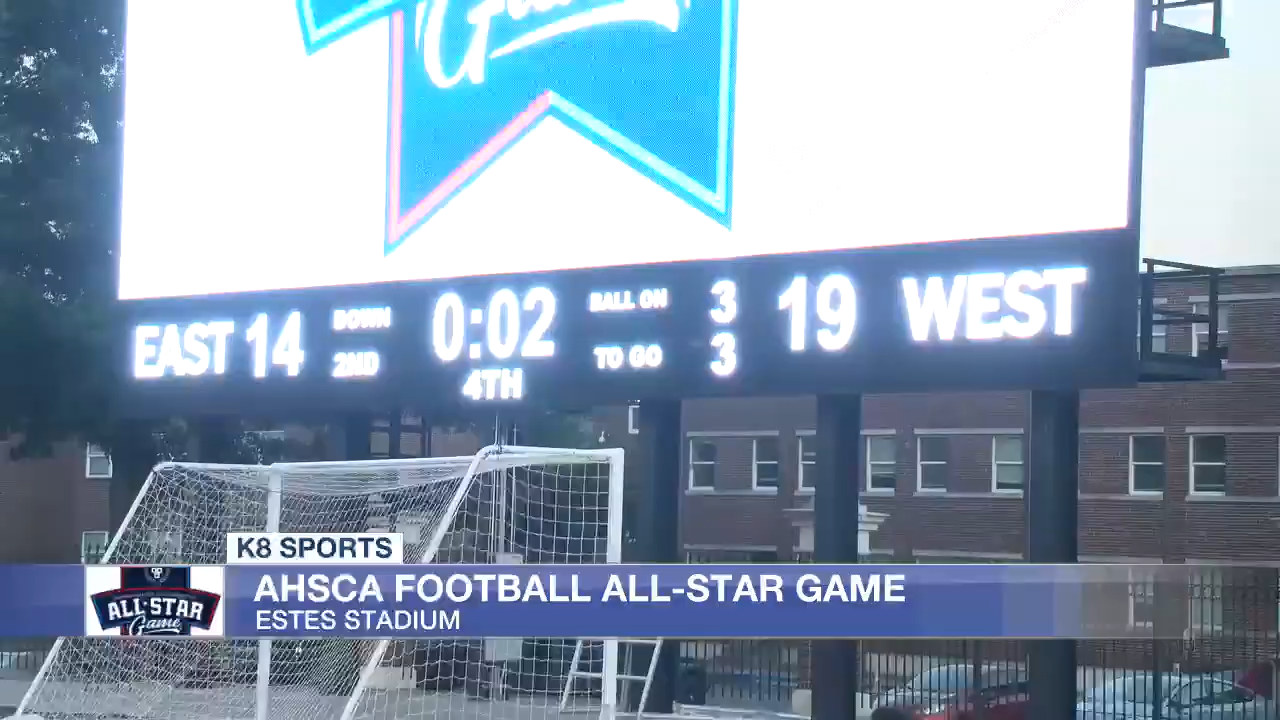 Game
EAST 14
DOWN
2ND
0:02
4TH
BALL ON 3
TO GO 3
19 WEST
K8 SPORTS
AHSCA FOOTBALL ALL-STAR GAME
ESTES STADIUM
ALL-STAR
Game